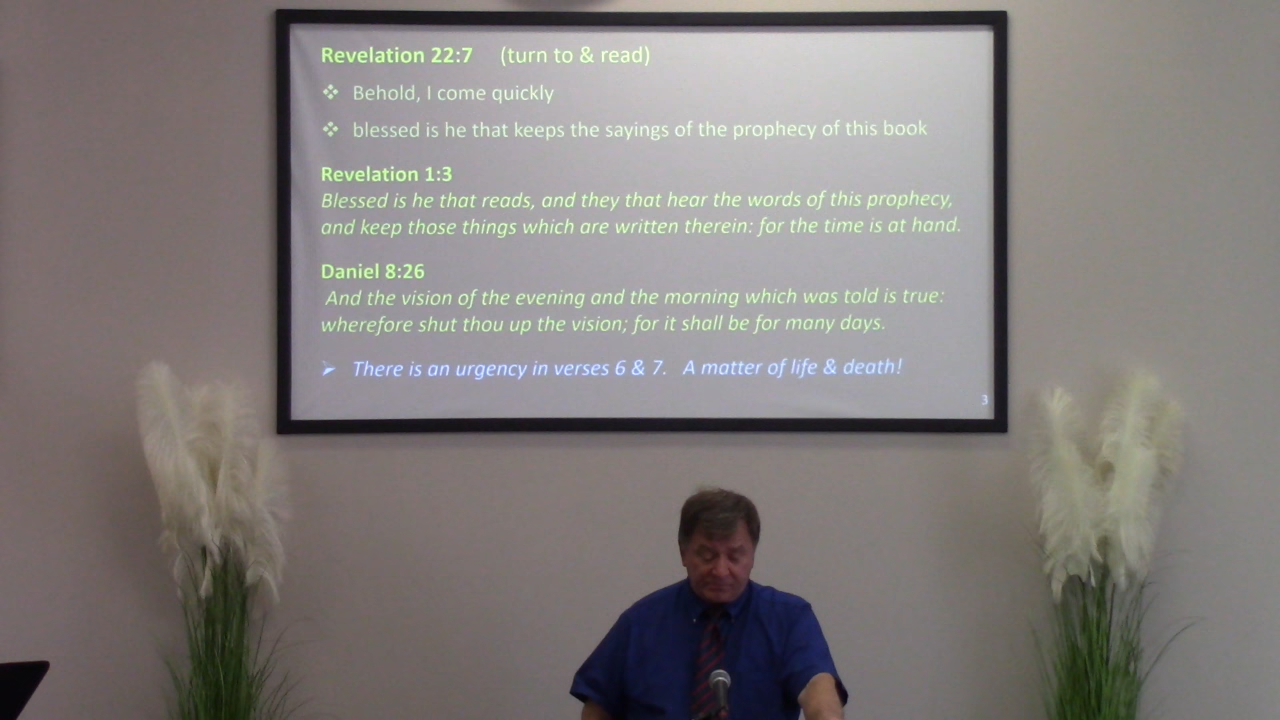 Revelation 22:7 (turn to & read)
❖ Behold, I come quickly
❖ blessed is he that keeps the sayings of the prophecy of this book
Revelation 1:3
Blessed is he that reads, and they that hear the words of this prophecy,
and keep those things which are written therein: for the time is at hand.
Daniel 8:26
And the vision of the evening and the morning which was told is true:
wherefore shut thou up the vision; for it shall be for many days.
➢ There is an urgency in verses 6 & 7. A matter of life & death!
3